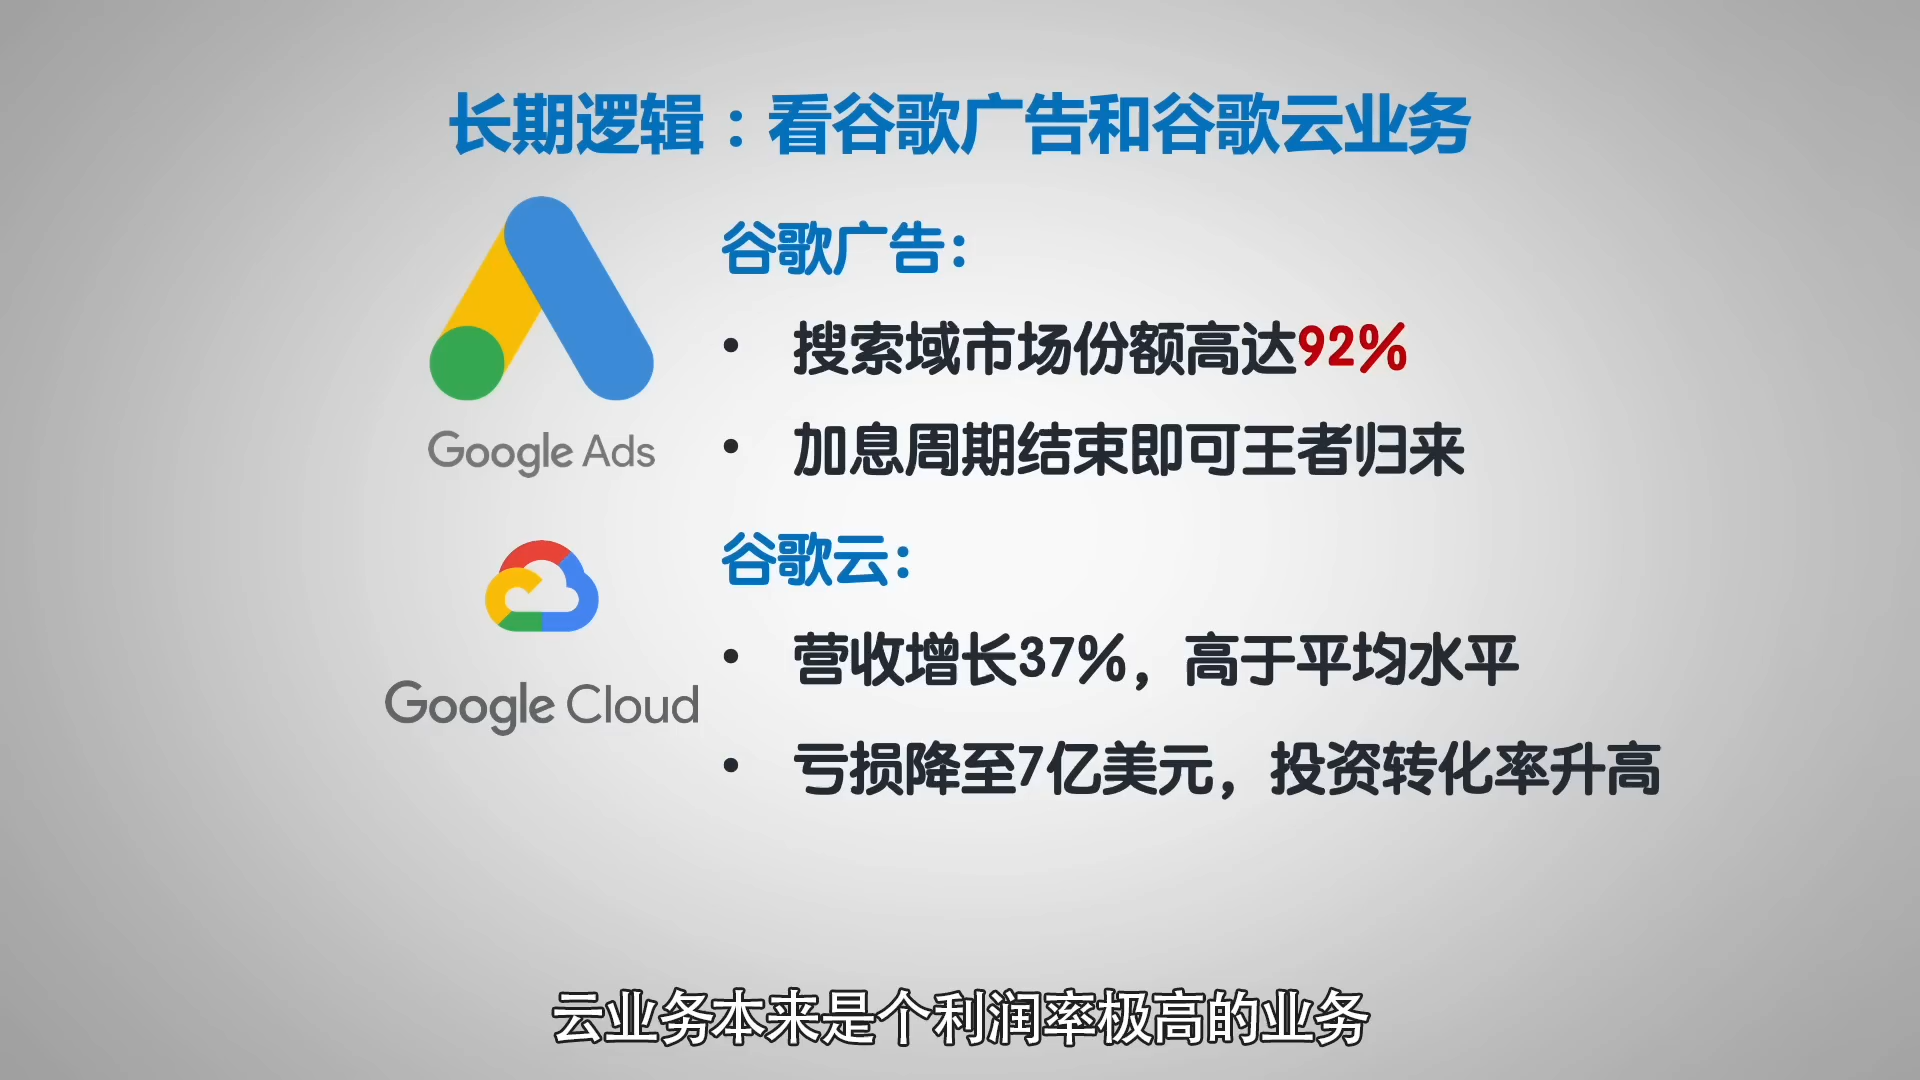 长期逻辑：看谷歌广告和谷歌云业务
谷歌广告：
• 搜索域市场份额高达92%
• 加息周期结束即可王者归来
Google Ads
谷歌云：
• 营收增长37%，高于平均水平
• 亏损降至7亿美元，投资转化率升高
Google Cloud
云业务本来是个利润率极高的业务